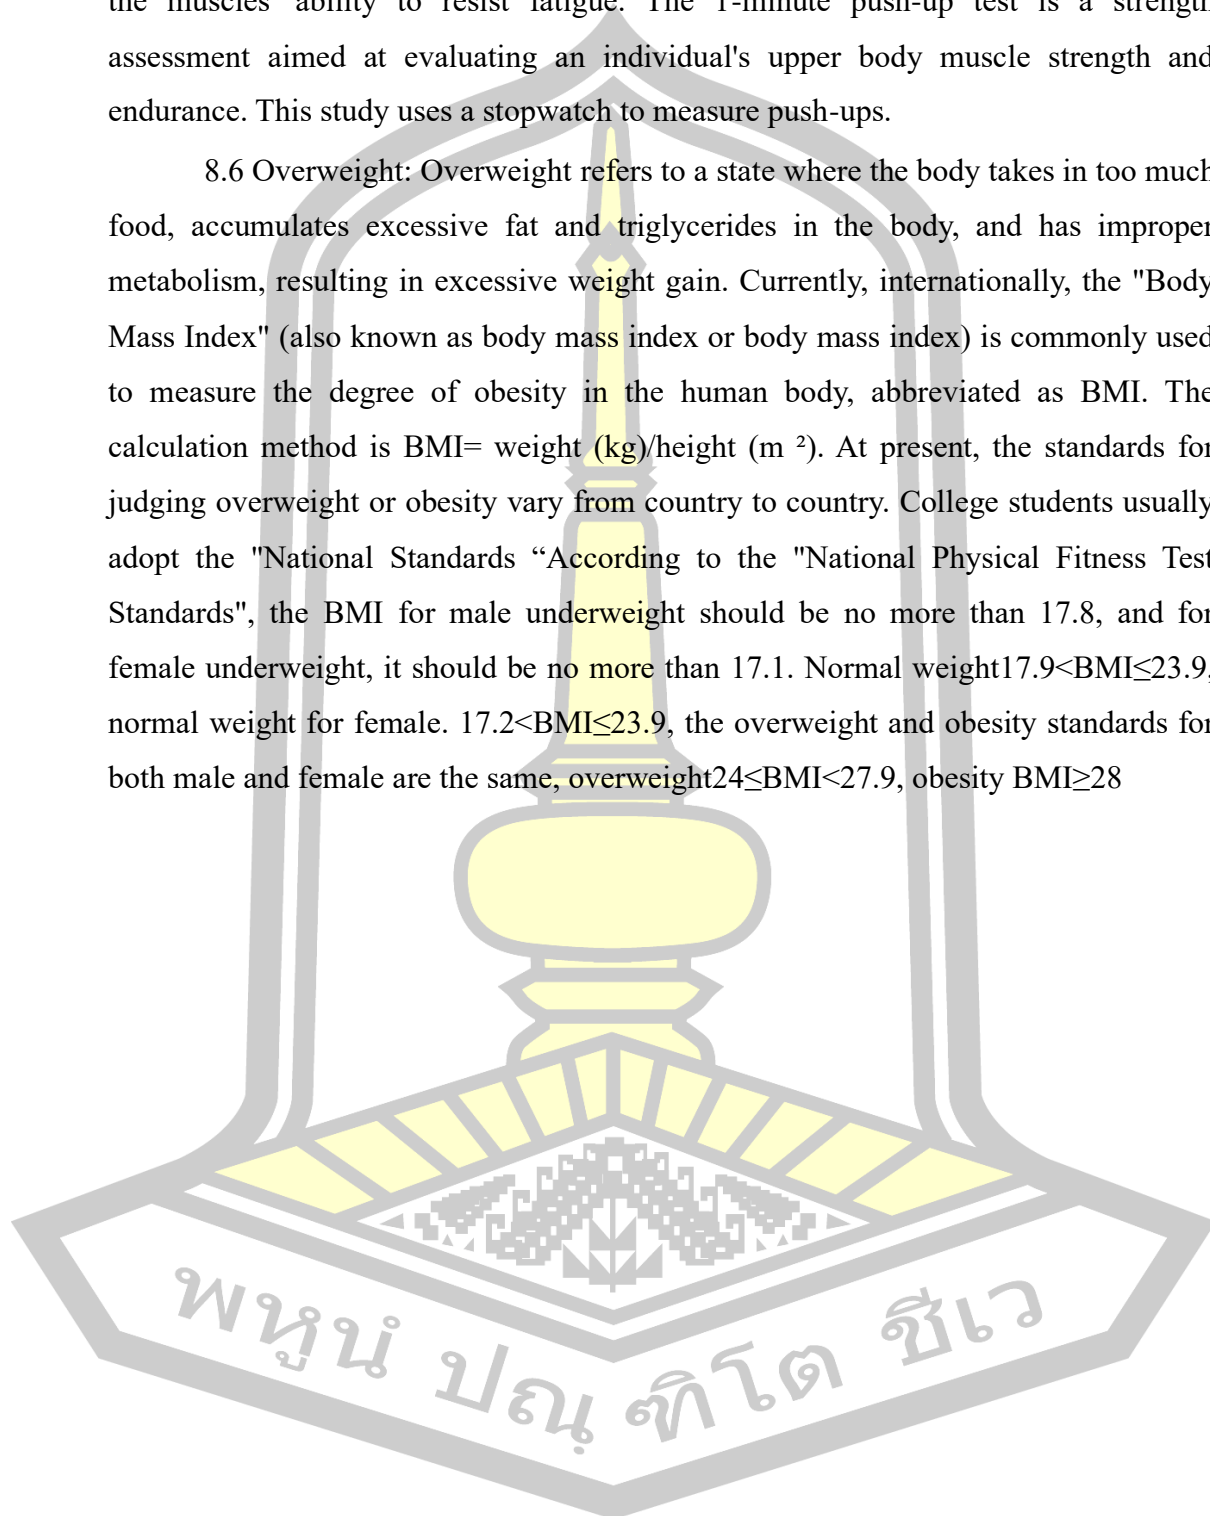 the muscles' ability to resist fatigue. The 1-minute push-up test is a strength
assessment aimed at evaluating an individual's upper body muscle strength and
endurance. This study uses a stopwatch to measure push-ups.
8.6 Overweight: Overweight refers to a state where the body takes in too much
food, accumulates excessive fat and triglycerides in the body, and has improper
metabolism, resulting in excessive weight gain. Currently, internationally, the "Body
Mass Index" (also known as body mass index or body mass index) is commonly used
to measure the degree of obesity in the human body, abbreviated as BMI. The
calculation method is BMI= weight (kg)/height (m ²). At present, the standards for
judging overweight or obesity vary from country to country. College students usually
adopt the "National Standards “According to the "National Physical Fitness Test
Standards", the BMI for male underweight should be no more than 17.8, and for
female underweight, it should be no more than 17.1. Normal weight17.9<BMI≤23.9,
normal weight for female. 17.2<BMI≤23.9, the overweight and obesity standards for
both male and female are the same, overweight24≤BMI<27.9, obesity BMI≥28
พหูนํ ปณฺฑิโต ชีเว